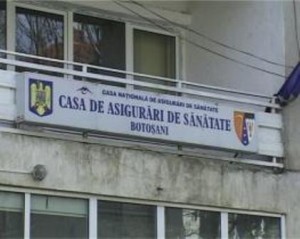 CASA NAȚIONALĂ DE ASIGURĂRI DE SĂNĂTATE
CASA DE ASIGURĂRI DE SĂNĂTATE
BOTOȘANI